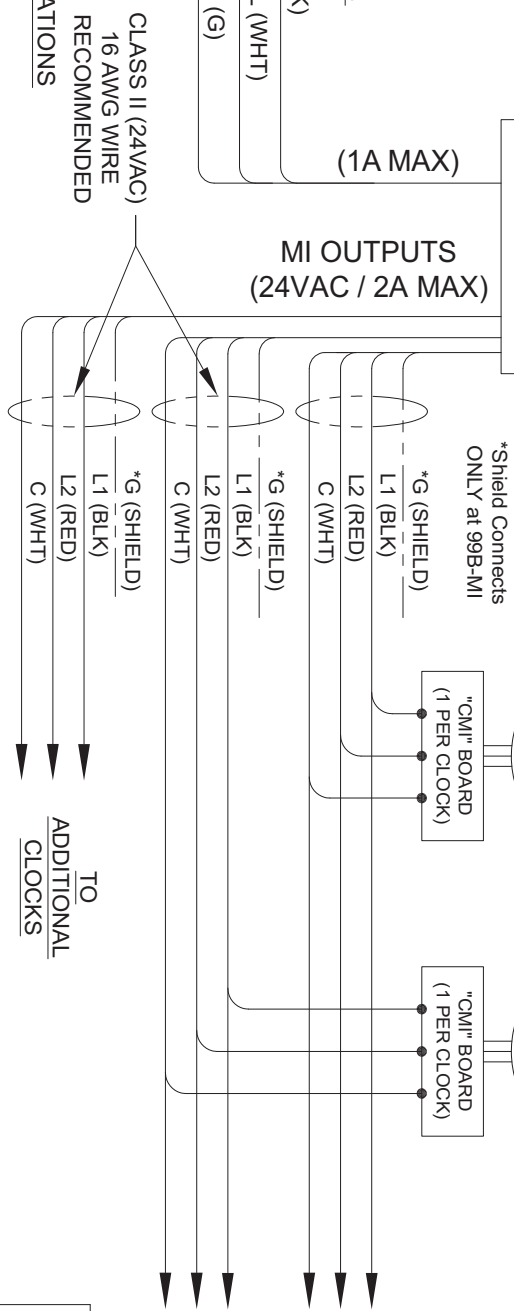 K)
L (WHT)
(G)
(1A MAX)
MI OUTPUTS
(24VAC / 2A MAX)
CLASS II (24VAC)
16 AWG WIRE
RECOMMENDED
ATIONS
*Shield Connects
ONLY at 99B-MI
*G (SHIELD)
L1 (BLK)
L2 (RED)
C (WHT)
*G (SHIELD)
L1 (BLK)
L2 (RED)
C (WHT)
*G (SHIELD)
L1 (BLK)
L2 (RED)
C (WHT)
"CMI" BOARD
(1 PER CLOCK)
"CMI" BOARD
(1 PER CLOCK)
TO
ADDITIONAL
CLOCKS